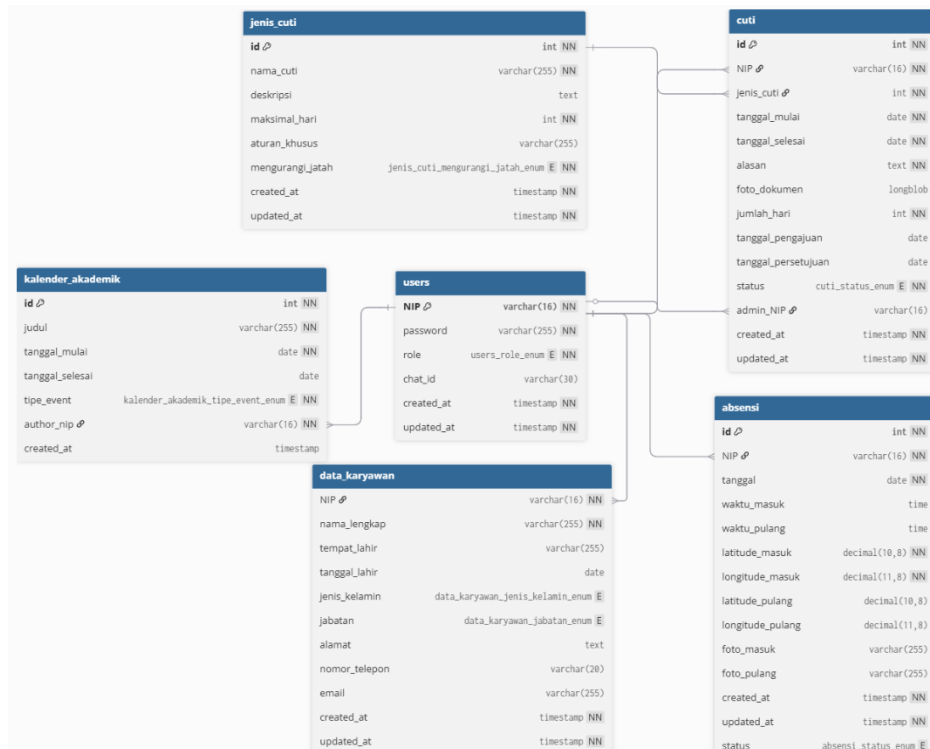 jenis_cuti
id int NN
nama_cuti varchar(255) NN
deskripsi text
maksimal_hari int NN
aturan_khusus varchar(255)
mengurangi_jatah jenis_cuti_mengurangi_jatah_enum E NN
created_at timestamp NN
updated_at timestamp NN
cuti
id int NN
NIP varchar(16) NN
jenis_cuti int NN
tanggal_mulai date NN
tanggal_selesai date NN
alasan text NN
foto_dokumen longblob
jumlah_hari int NN
tanggal_pengajuan date
tanggal_persetujuan date
status cuti_status_enum E NN
admin_NIP varchar(16)
created_at timestamp NN
updated_at timestamp NN
kalender_akademik
id int NN
judul varchar(255) NN
tanggal_mulai date NN
tanggal_selesai date
tipe_event kalender_akademik_tipe_event_enum E NN
author_nip varchar(16) NN
created_at timestamp
users
NIP varchar(16) NN
password varchar(255) NN
role users_role_enum E NN
chat_id varchar(30)
created_at timestamp NN
updated_at timestamp NN
data_karyawan
NIP varchar(16) NN
nama_lengkap varchar(255) NN
tempat_lahir varchar(255)
tanggal_lahir date
jenis_kelamin data_karyawan_jenis_kelamin_enum E
jabatan data_karyawan_jabatan_enum E
alamat text
nomor_telepon varchar(20)
email varchar(255)
created_at timestamp NN
updated_at timestamp NN
absensi
id int NN
NIP varchar(16) NN
tanggal date NN
waktu_masuk time
waktu_pulang time
latitude_masuk decimal(10,8) NN
longitude_masuk decimal(11,8) NN
latitude_pulang decimal(10,8)
longitude_pulang decimal(11,8)
foto_masuk varchar(255)
foto_pulang varchar(255)
created_at timestamp NN
updated_at timestamp NN
status absensi_status_enum E